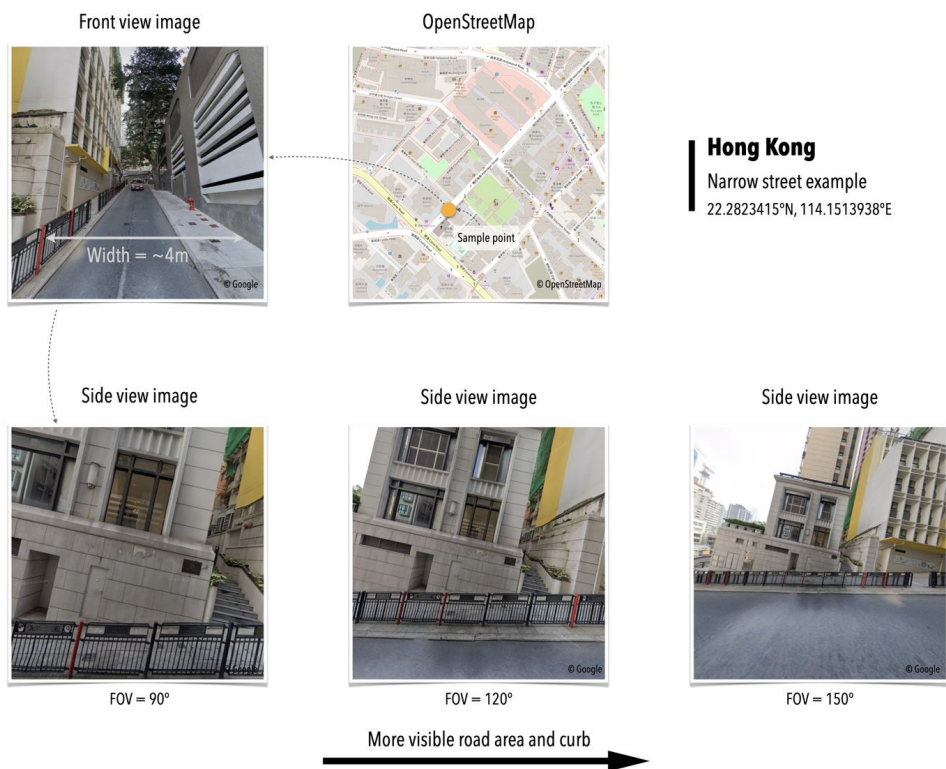 Front view image
OpenStreetMap
Width = ~4m
© Google
Sample point
© OpenStreetMap
Hong Kong
Narrow street example
22.2823415°N, 114.1513938°E
Side view image
Side view image
Side view image
© Google
© Google
© Google
FOV = 90°
FOV = 120°
FOV = 150°
More visible road area and curb